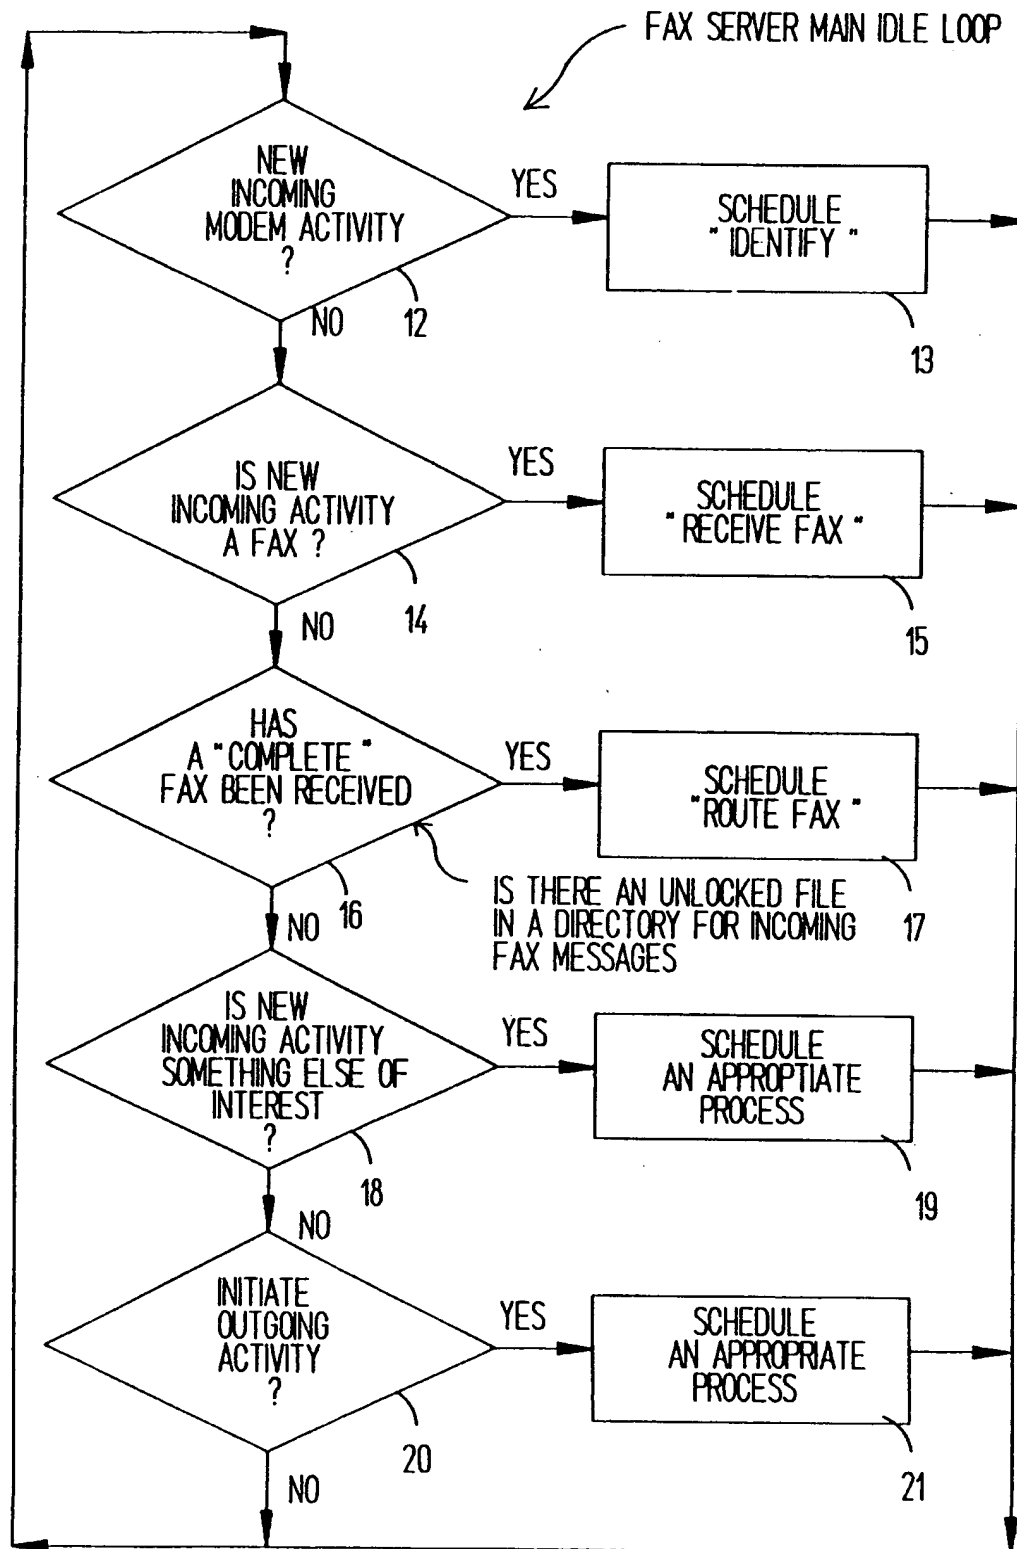 FAX SERVER MAIN IDLE LOOP
NEW
INCOMING
MODEM ACTIVITY
?
YES
SCHEDULE
"IDENTIFY"
12
NO
13
IS NEW
INCOMING ACTIVITY
A FAX ?
YES
SCHEDULE
"RECEIVE FAX"
14
NO
15
HAS
A "COMPLETE"
FAX BEEN RECEIVED
?
YES
SCHEDULE
"ROUTE FAX"
16
NO
IS THERE AN UNLOCKED FILE
IN A DIRECTORY FOR INCOMING
FAX MESSAGES
17
IS NEW
INCOMING ACTIVITY
SOMETHING ELSE OF
INTEREST
?
YES
SCHEDULE
AN APPROPTIATE
PROCESS
18
NO
19
INITIATE
OUTGOING
ACTIVITY
?
YES
SCHEDULE
AN APPROPRIATE
PROCESS
20
NO
21